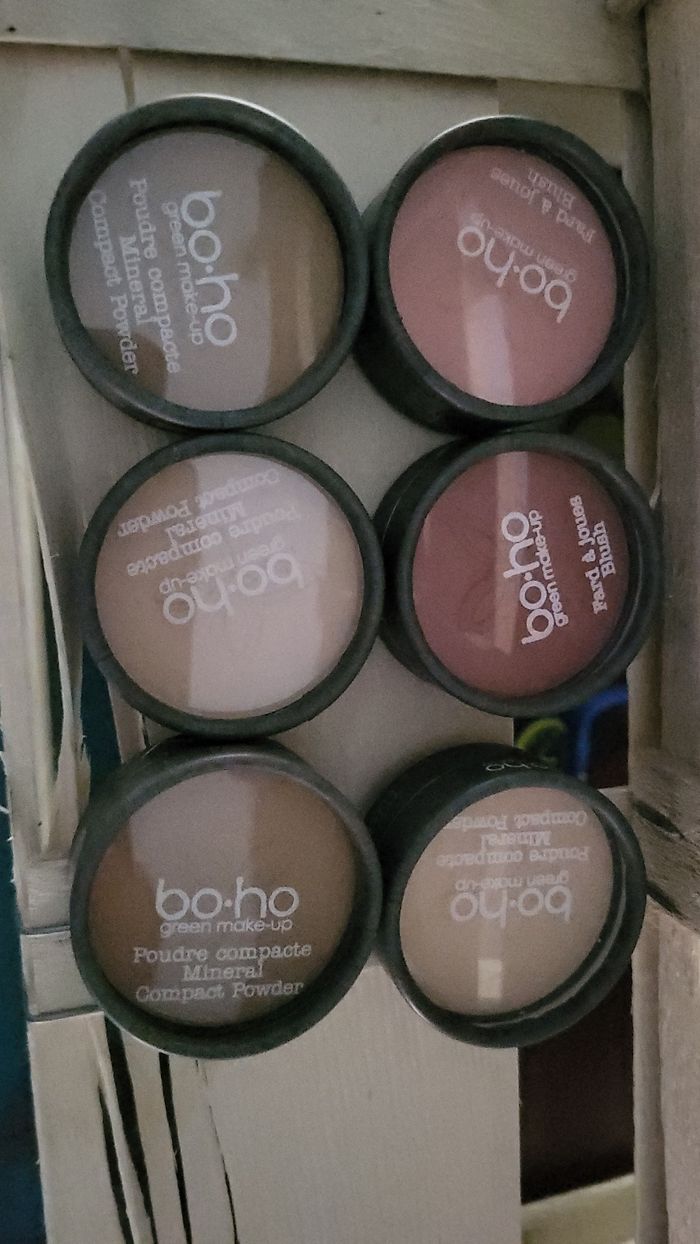 bo·ho
green make-up
Poudre compacte
Mineral
Compact Powder
bo·ho
green make-up
Fard à joues
Blush
bo·ho
green make-up
Poudre compacte
Mineral
Compact Powder
bo·ho
green make-up
Fard à joues
Blush
bo·ho
green make-up
Poudre compacte
Mineral
Compact Powder
bo·ho
green make-up
Poudre compacte
Mineral
Compact Powder